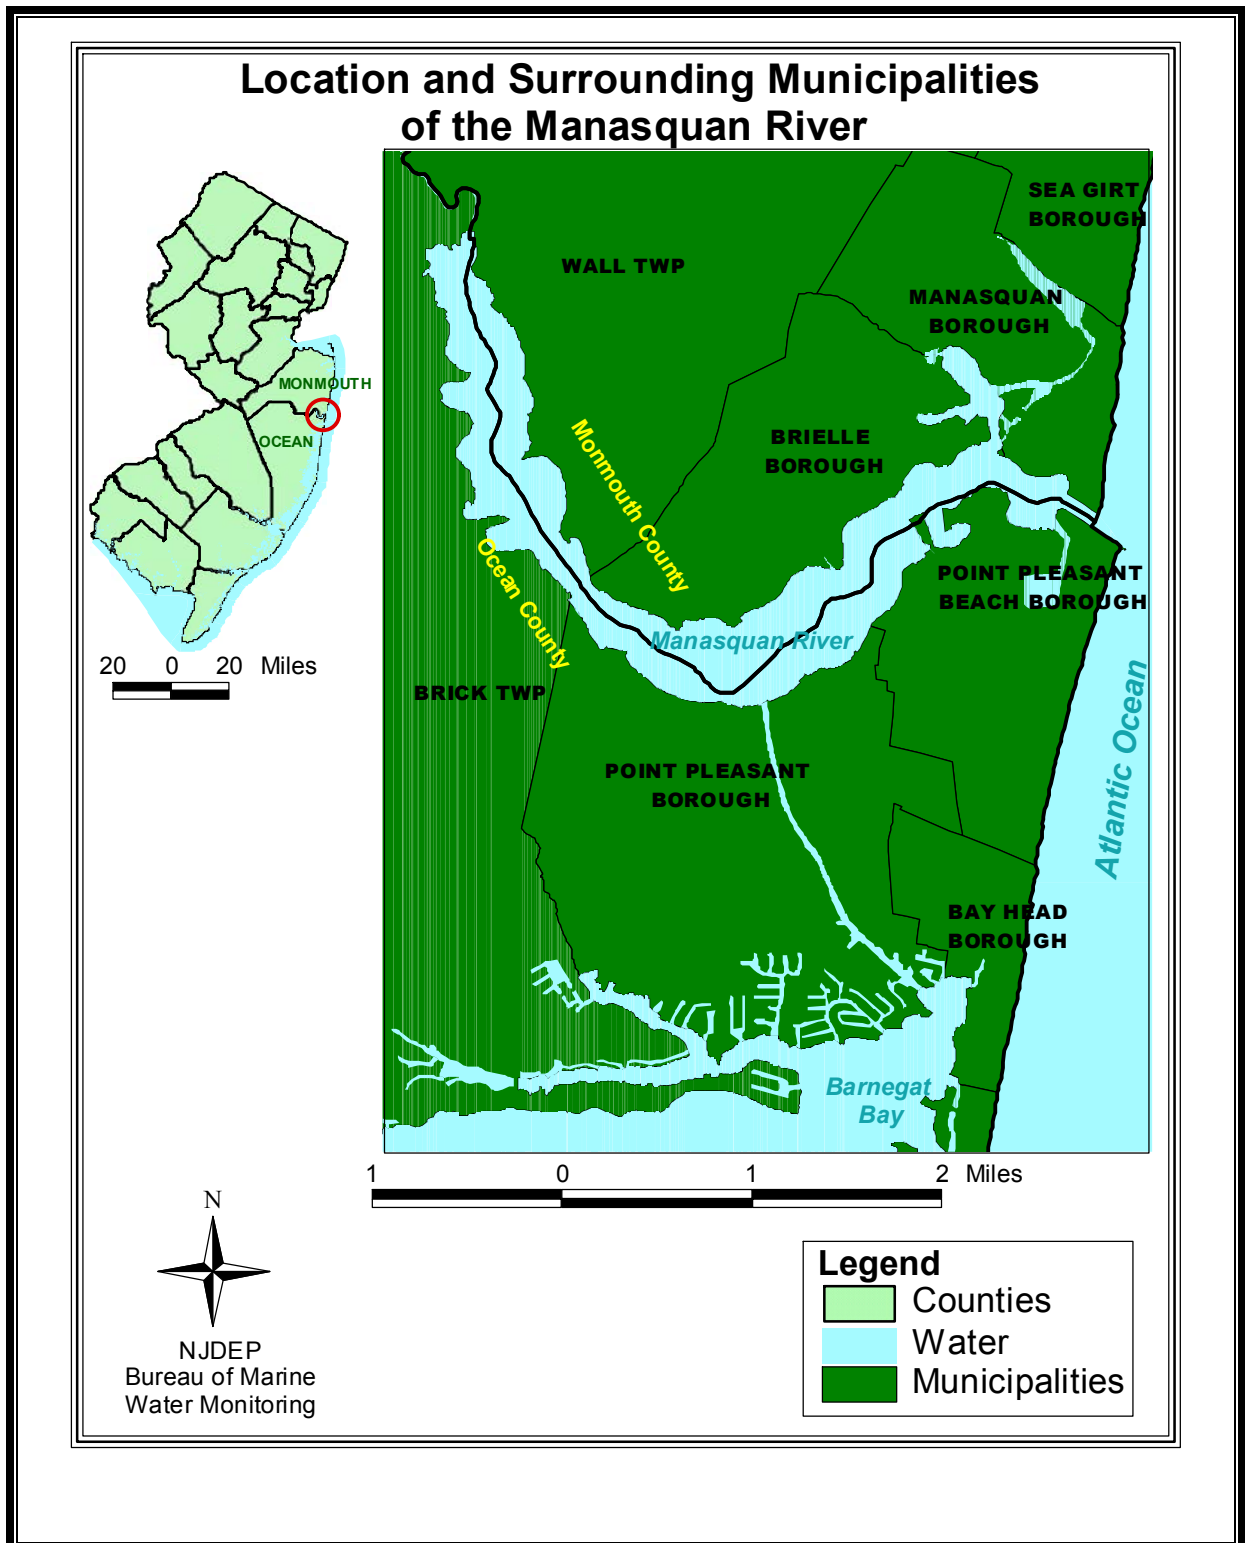 Location and Surrounding Municipalities
of the Manasquan River
SEA GIRT
BOROUGH
WALL TWP
MANASQUAN
BOROUGH
MONMOUTH
OCEAN
BRIELLE
BOROUGH
Monmouth County
Ocean County
POINT PLEASANT
BEACH BOROUGH
Manasquan River
20 0 20 Miles
BRICK TWP
Atlantic Ocean
POINT PLEASANT
BOROUGH
BAY HEAD
BOROUGH
Barnegat
Bay
1 0 1 2 Miles
N
NJDEP
Bureau of Marine
Water Monitoring
Legend
Counties
Water
Municipalities